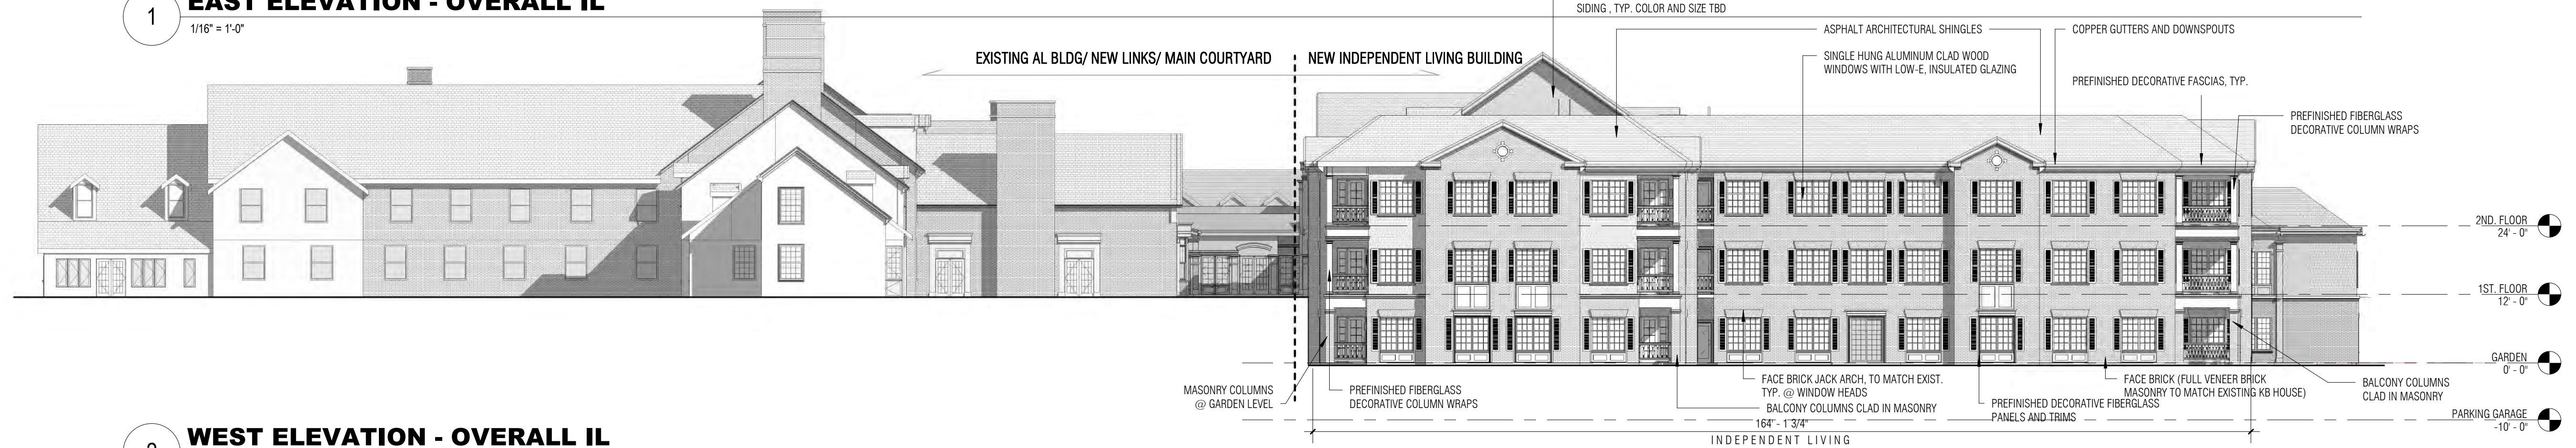 1
EAST ELEVATION - OVERALL IL
1/16" = 1'-0"
SIDING , TYP. COLOR AND SIZE TBD
ASPHALT ARCHITECTURAL SHINGLES
COPPER GUTTERS AND DOWNSPOUTS
EXISTING AL BLDG/ NEW LINKS/ MAIN COURTYARD
NEW INDEPENDENT LIVING BUILDING
SINGLE HUNG ALUMINUM CLAD WOOD
WINDOWS WITH LOW-E, INSULATED GLAZING
PREFINISHED DECORATIVE FASCIAS, TYP.
PREFINISHED FIBERGLASS
DECORATIVE COLUMN WRAPS
2ND. FLOOR
24' - 0"
1ST. FLOOR
12' - 0"
GARDEN
0' - 0"
MASONRY COLUMNS
@ GARDEN LEVEL
PREFINISHED FIBERGLASS
DECORATIVE COLUMN WRAPS
FACE BRICK JACK ARCH, TO MATCH EXIST.
TYP. @ WINDOW HEADS
BALCONY COLUMNS CLAD IN MASONRY
PREFINISHED DECORATIVE FIBERGLASS
PANELS AND TRIMS
FACE BRICK (FULL VENEER BRICK
MASONRY TO MATCH EXISTING KB HOUSE)
BALCONY COLUMNS
CLAD IN MASONRY
PARKING GARAGE
-10' - 0"
164' - 1 3/4"
INDEPENDENT LIVING
2
WEST ELEVATION - OVERALL IL